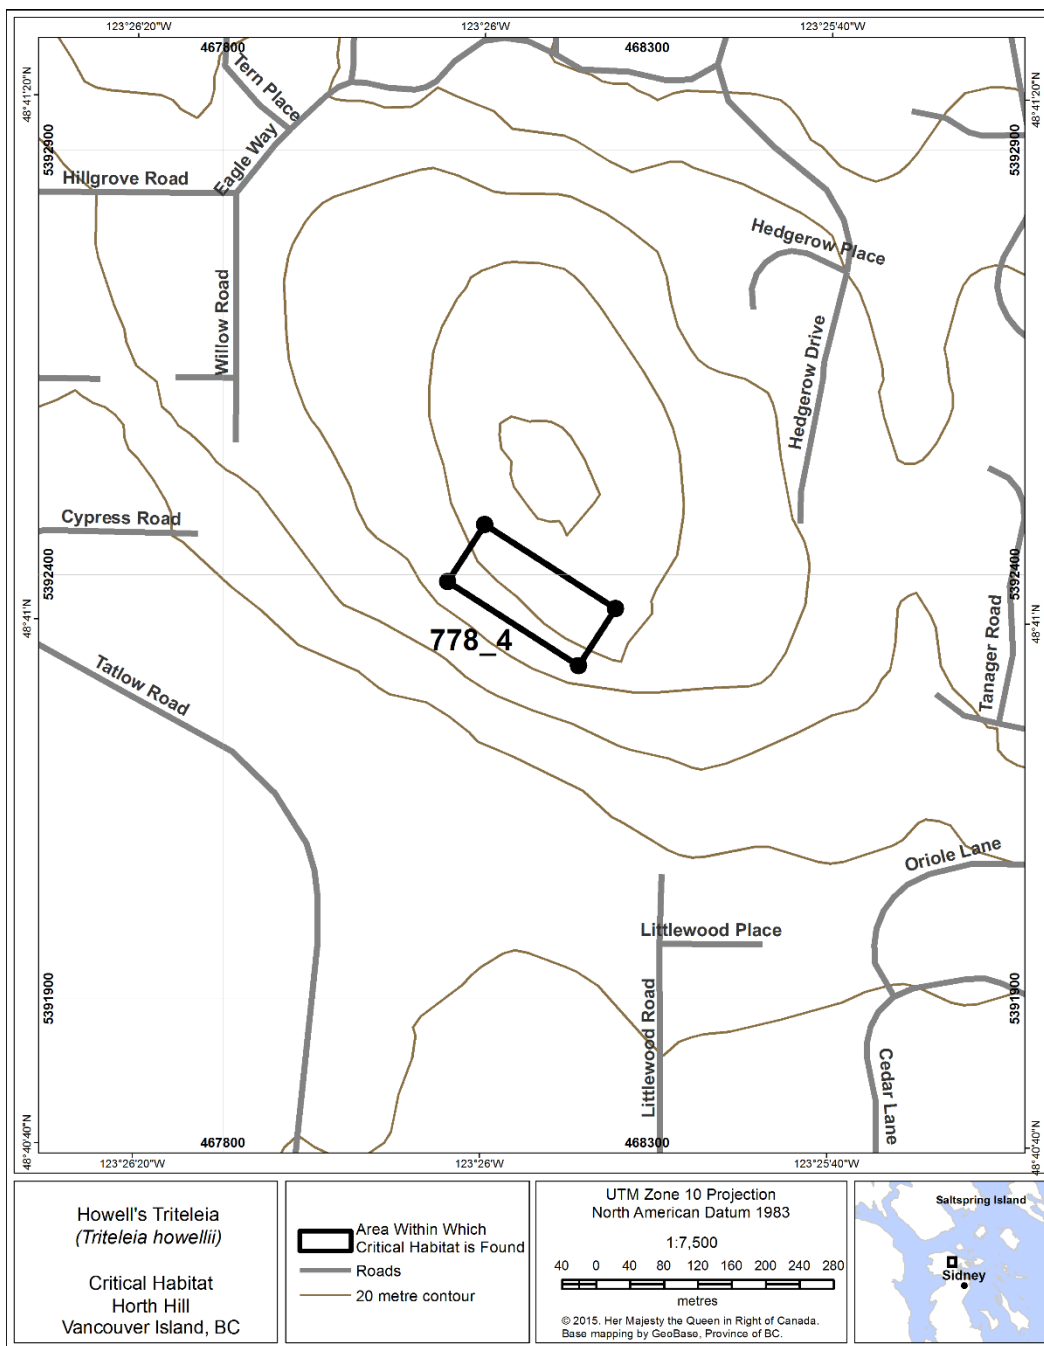 123°26'20"W
123°26'W
123°25'40"W
467800
468300
48°41'20"N
48°41'20"N
5392900
5392900
Tern Place
Eagle Way
Hillgrove Road
Willow Road
Hedgerow Place
Hedgerow Drive
Cypress Road
5392400
5392400
48°41'N
48°41'N
778_4
Tatlow Road
Tanager Road
Oriole Lane
Littlewood Place
Littlewood Road
5391900
5391900
Cedar Lane
48°40'40"N
48°40'40"N
467800
468300
123°26'20"W
123°26'W
123°25'40"W
Howell's Triteleia
(Triteleia howellii)
Critical Habitat
Horth Hill
Vancouver Island, BC
Area Within Which
Critical Habitat is Found
Roads
20 metre contour
UTM Zone 10 Projection
North American Datum 1983
1:7,500
40 0 40 80 120 160 200 240 280
metres
© 2015. Her Majesty the Queen in Right of Canada.
Base mapping by GeoBase, Province of BC.
Saltspring Island
Sidney